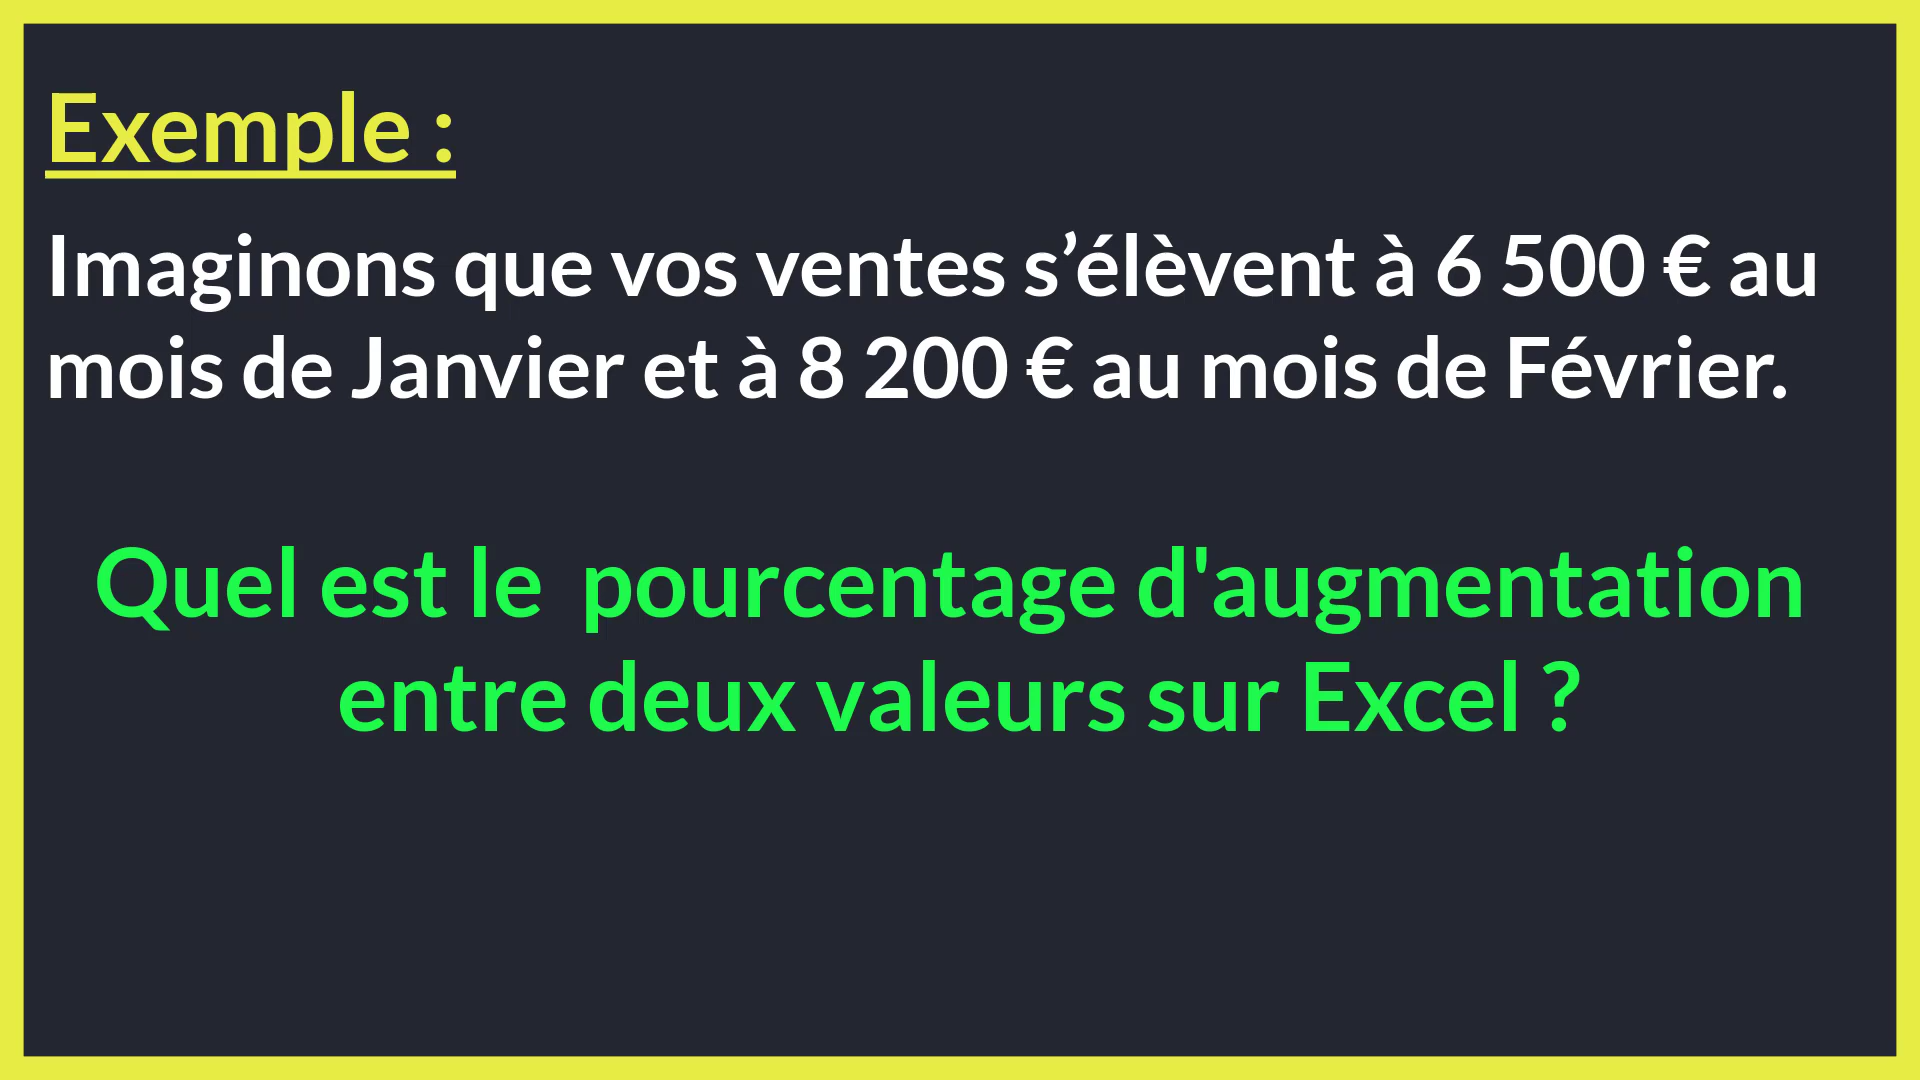 Exemple :
Imaginons que vos ventes s’élèvent à 6 500 € au
mois de Janvier et à 8 200 € au mois de Février.
Quel est le  pourcentage d'augmentation
entre deux valeurs sur Excel ?